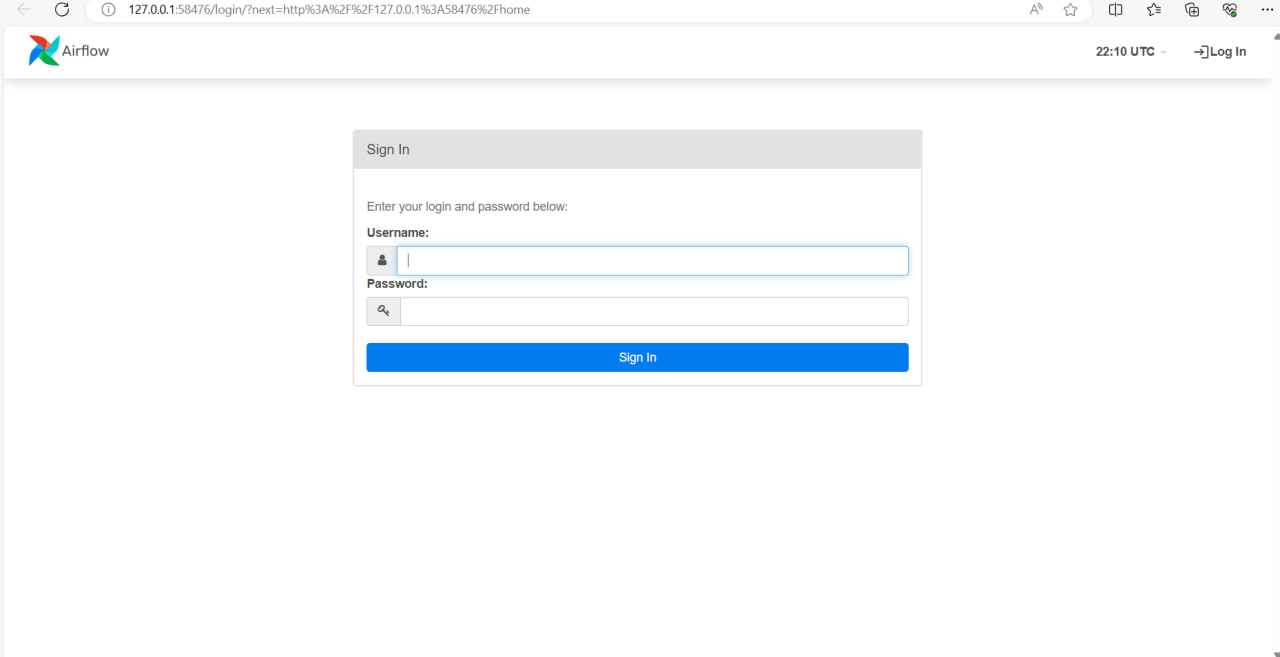 127.0.0.1:58476/login/?next=http%3A%2F%2F127.0.0.1%3A58476%2Fhome
Airflow
22:10 UTC
Log In
Sign In
Enter your login and password below:
Username:
Password:
Sign In